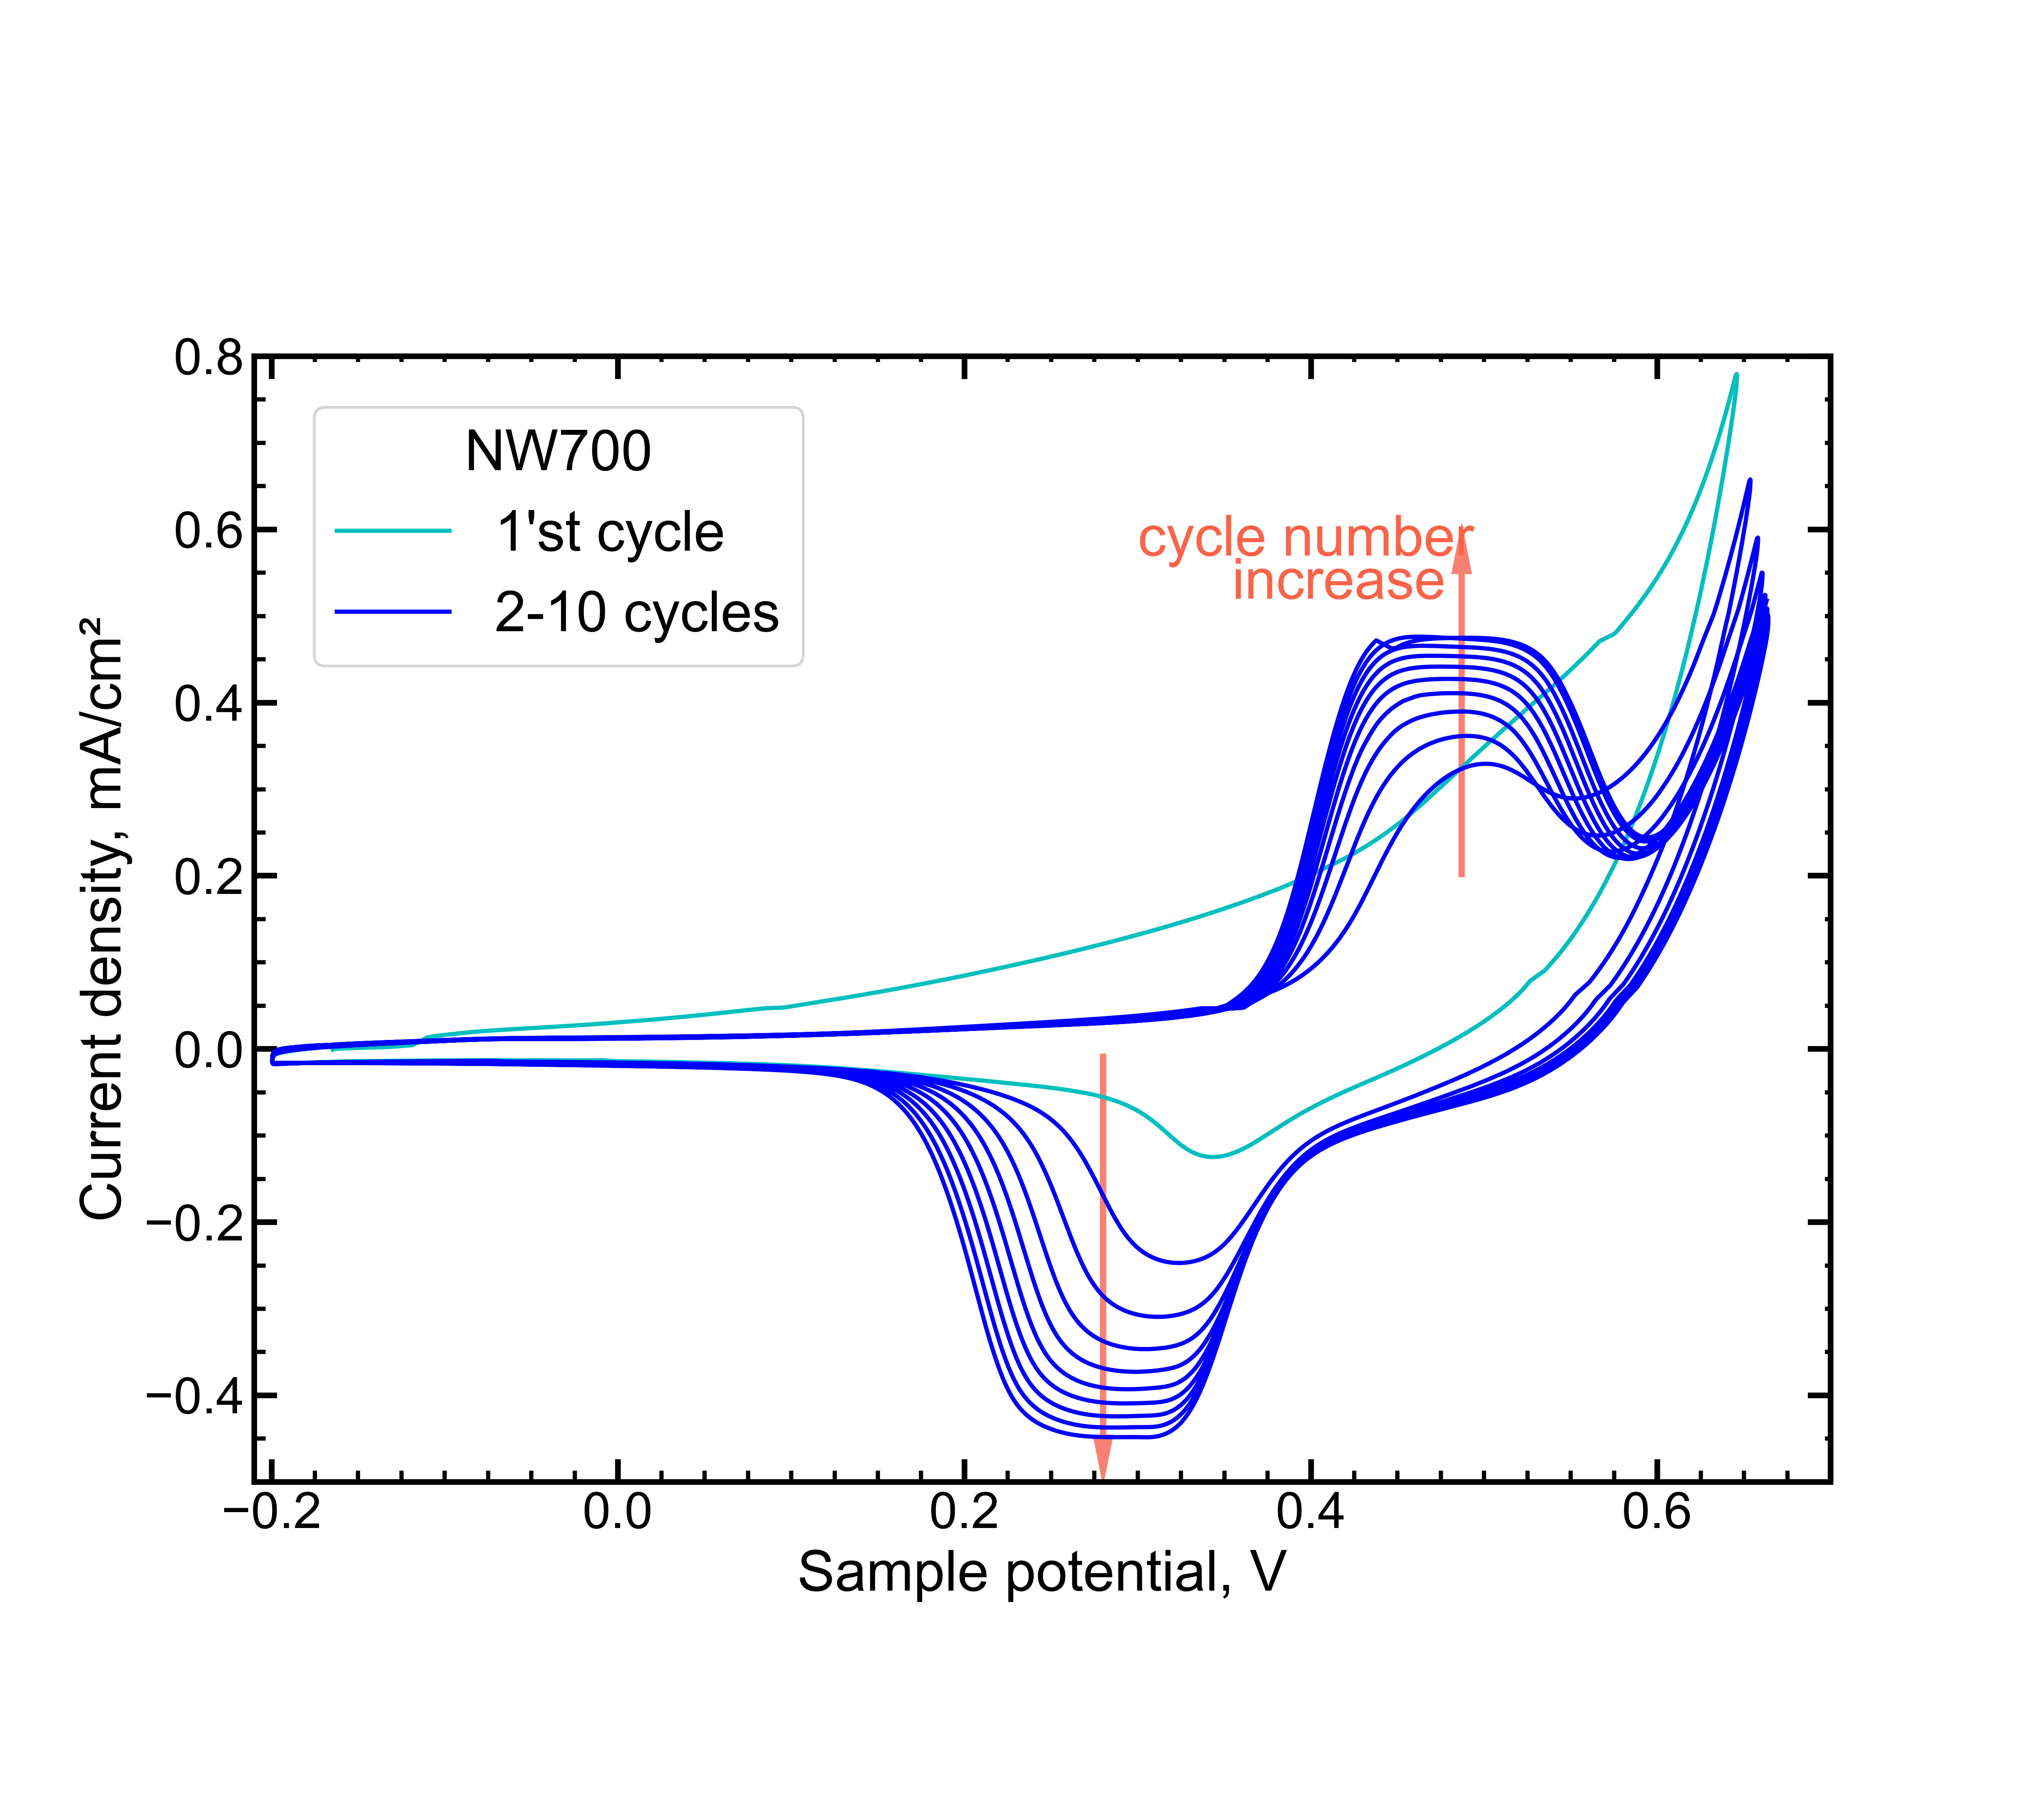 0.8
0.6
0.4
0.2
0.0
−0.2
−0.4
Current density, mA/cm²
NW700
1'st cycle
2-10 cycles
cycle number
increase
−0.2 0.0 0.2 0.4 0.6
Sample potential, V